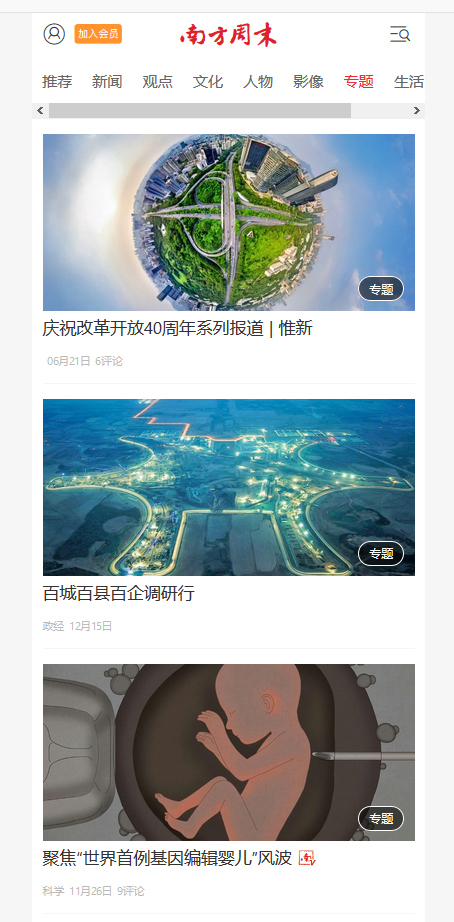 加入会员
南方周末
推荐 新闻 观点 文化 人物 影像 专题 生活
专题
庆祝改革开放40周年系列报道 | 惟新
06月21日 6评论
专题
百城百县百企调研行
政经 12月15日
专题
聚焦“世界首例基因编辑婴儿”风波
科学 11月26日 9评论